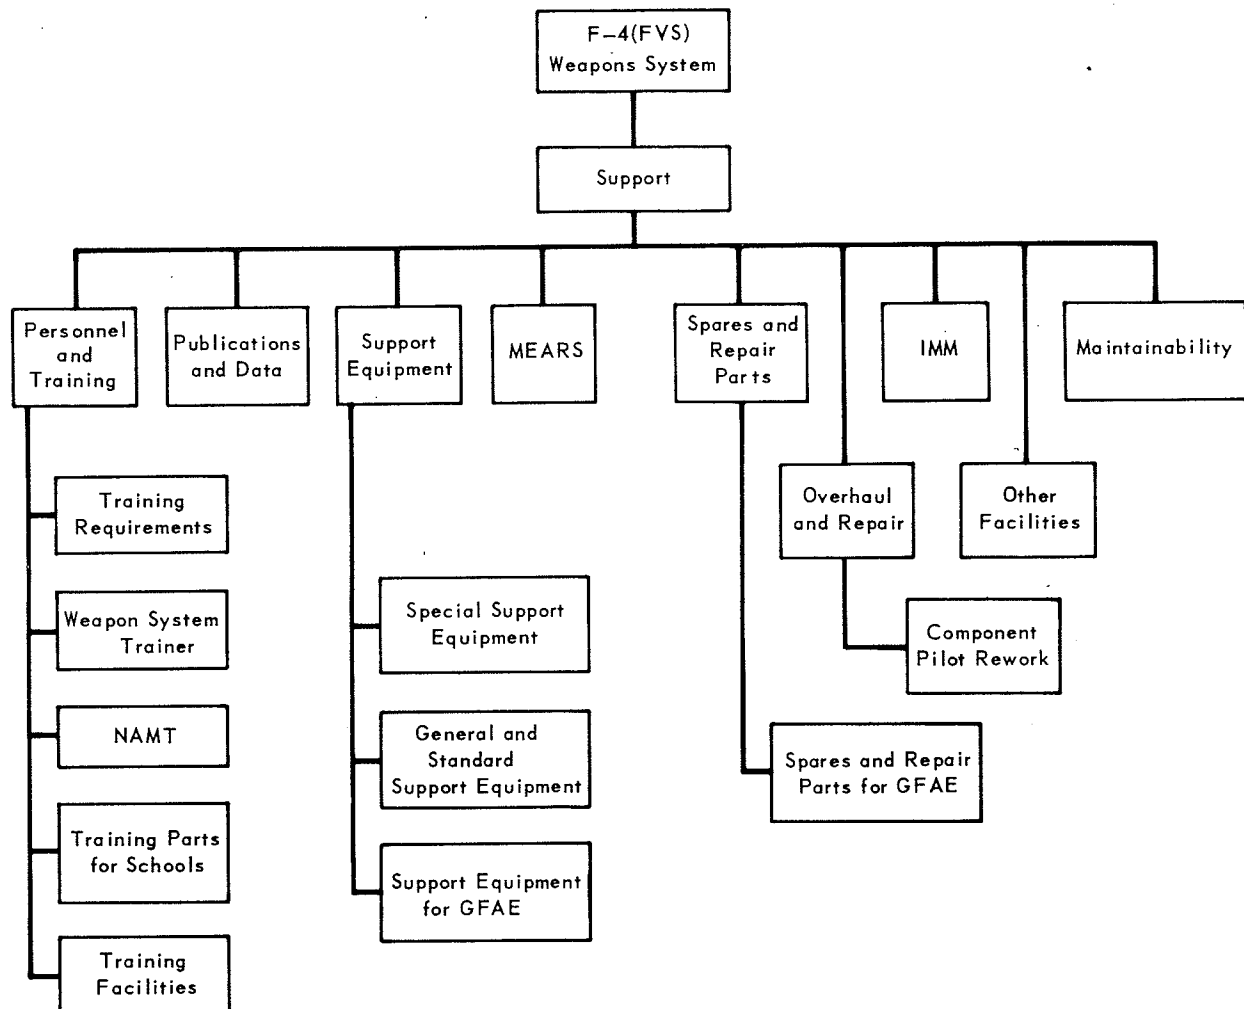 F-4(FVS)
Weapons System
Support
Personnel
and
Training
Publications
and Data
Support
Equipment
MEARS
Spares and
Repair
Parts
IMM
Maintainability
Overhaul
and Repair
Other
Facilities
Training
Requirements
Weapon System
Trainer
NAMT
Training Parts
for Schools
Training
Facilities
Special Support
Equipment
General and
Standard
Support Equipment
Support Equipment
for GFAE
Component
Pilot Rework
Spares and Repair
Parts for GFAE